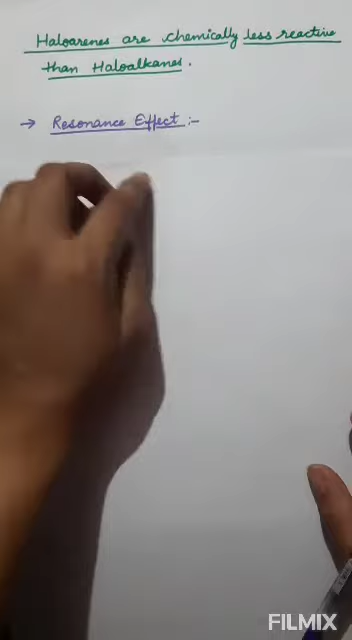 Haloarenes are chemically less reactive
than Haloalkanes.
→ Resonance Effect :-
FILMIX